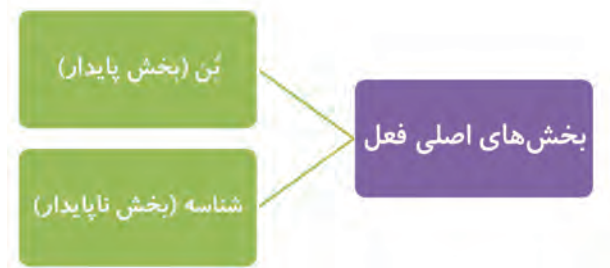 بخش‌های اصلی فعل
بُن (بخش پایدار)
شناسه (بخش ناپایدار)